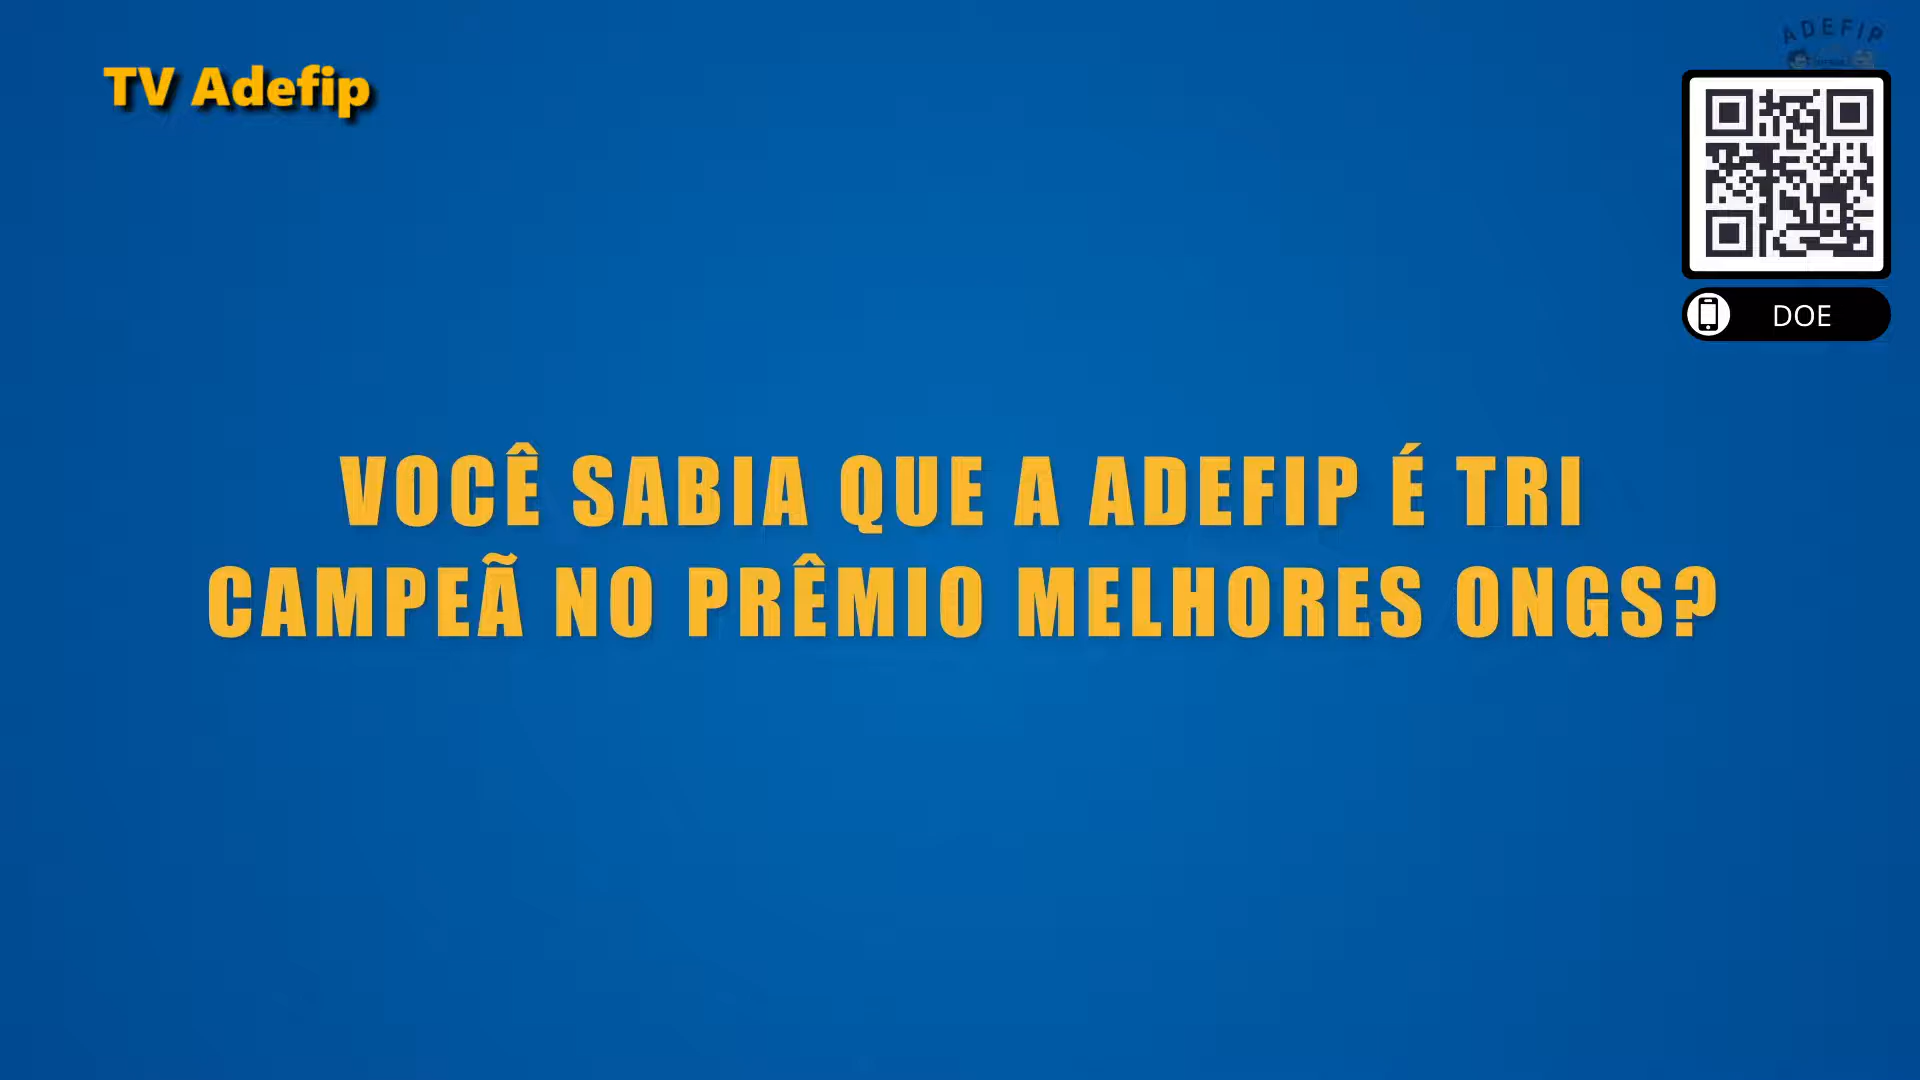 TV Adefip
ADEFIP
DOE
VOCÊ SABIA QUE A ADEFIP É TRI
CAMPEÃ NO PRÊMIO MELHORES ONGS?